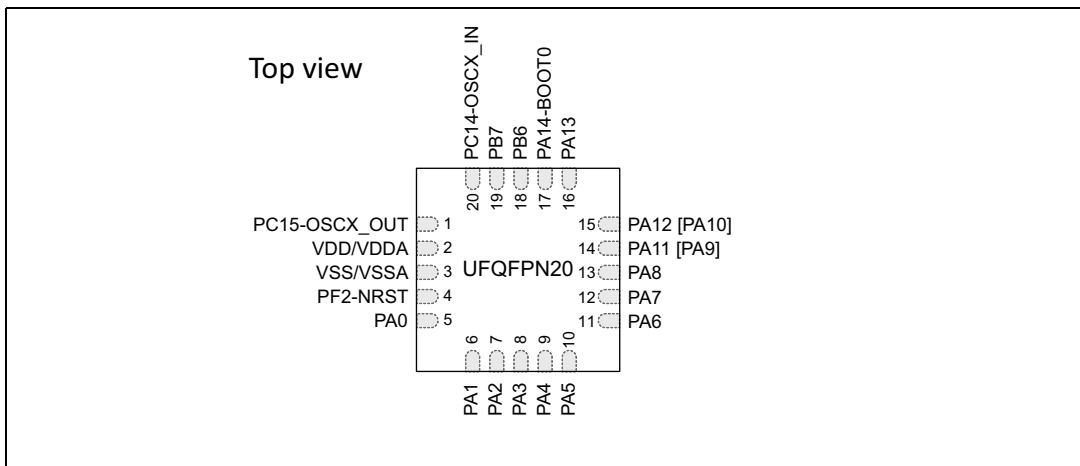 Top view
PC14-OSCX_IN
PB7
PB6
PA14-BOOT0
PA13
20
19
18
17
16
PC15-OSCX_OUT 1
VDD/VDDA 2
VSS/VSSA 3
PF2-NRST 4
PA0 5
UFQFPN20
15 PA12 [PA10]
14 PA11 [PA9]
13 PA8
12 PA7
11 PA6
6
7
8
9
10
PA1
PA2
PA3
PA4
PA5